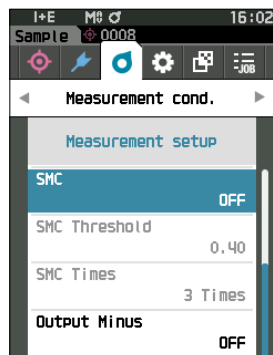 I+E M 16:02
Sample 0008
JOB
Measurement cond.
Measurement setup
SMC
OFF
SMC Threshold
0.40
SMC Times
3 Times
Output Minus
OFF